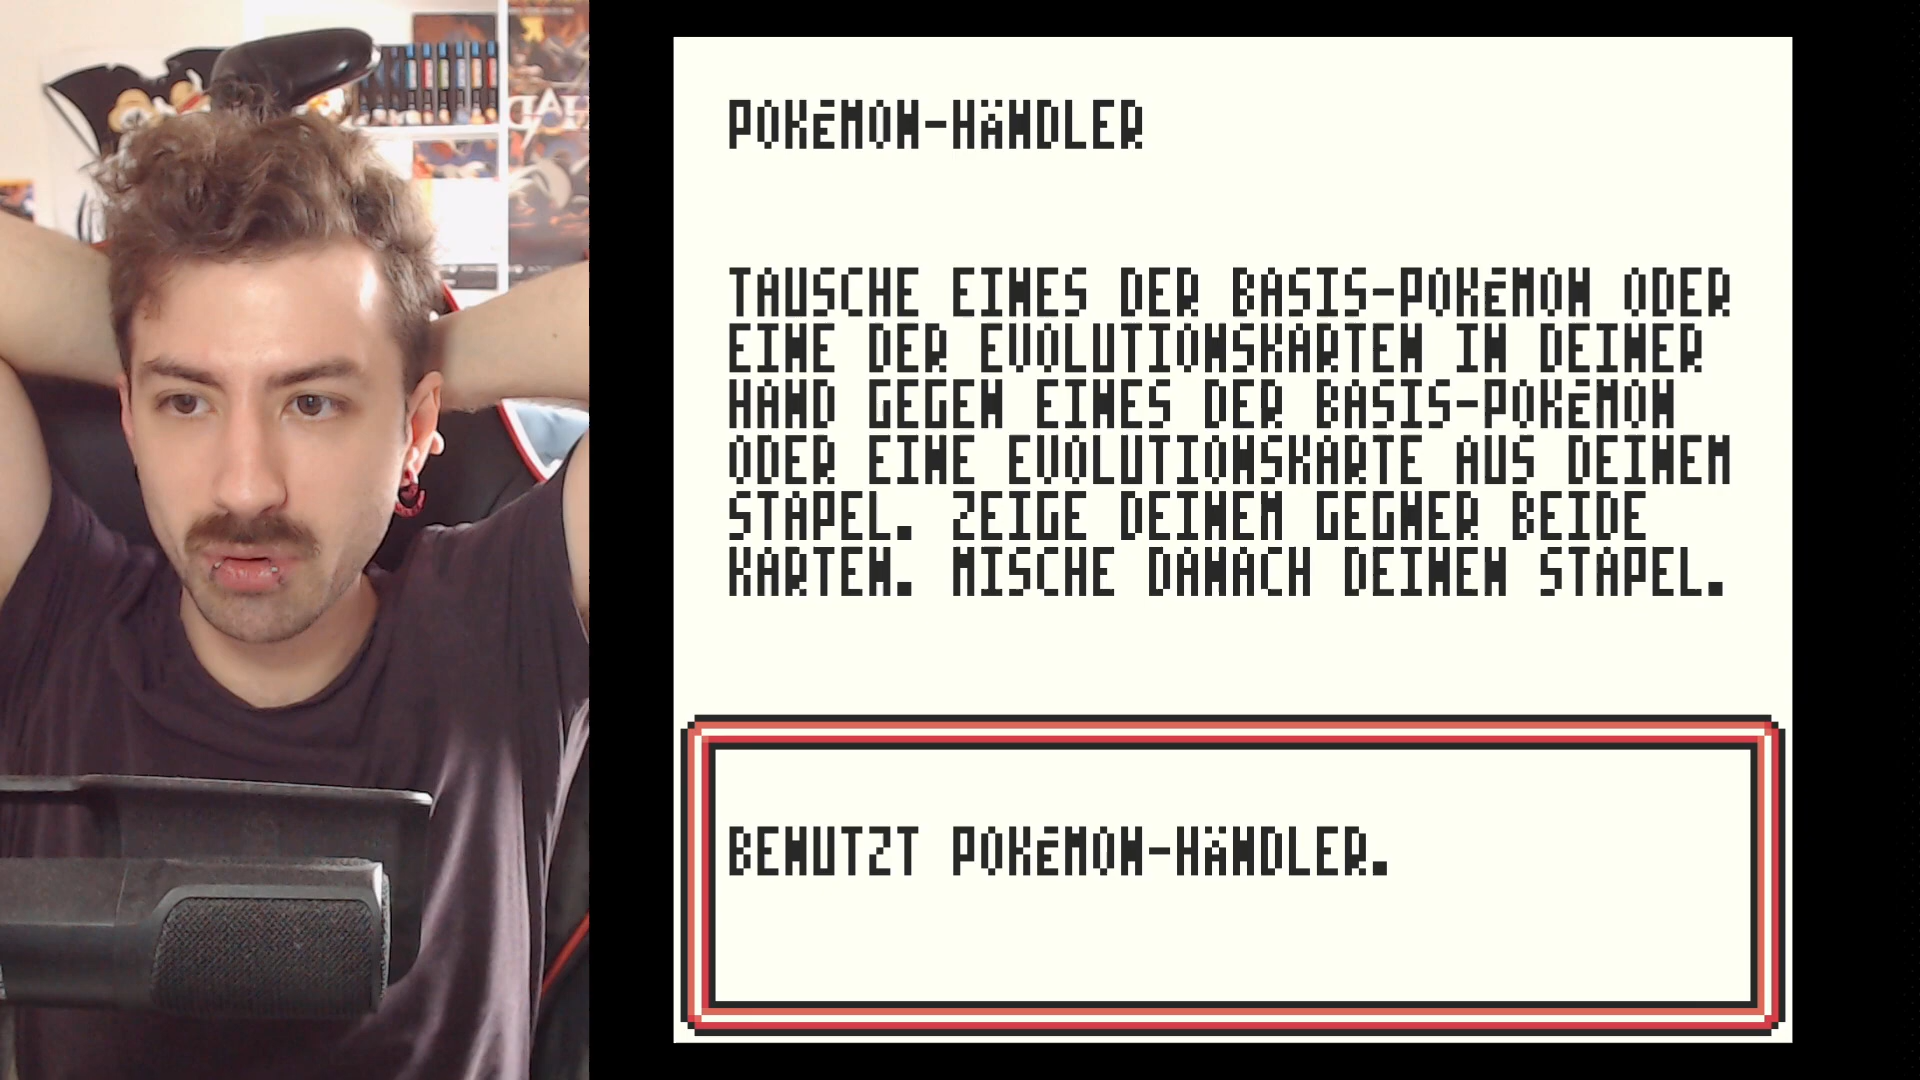 POKéMON-HÄNDLER
TAUSCHE EINES DER BASIS-POKéMON ODER
EINE DER EVOLUTIONSKARTEN IN DEINER
HAND GEGEN EINES DER BASIS-POKéMON
ODER EINE EVOLUTIONSKARTE AUS DEINEM
STAPEL. ZEIGE DEINEM GEGNER BEIDE
KARTEN. MISCHE DANACH DEINEN STAPEL.
BENUTZT POKéMON-HÄNDLER.